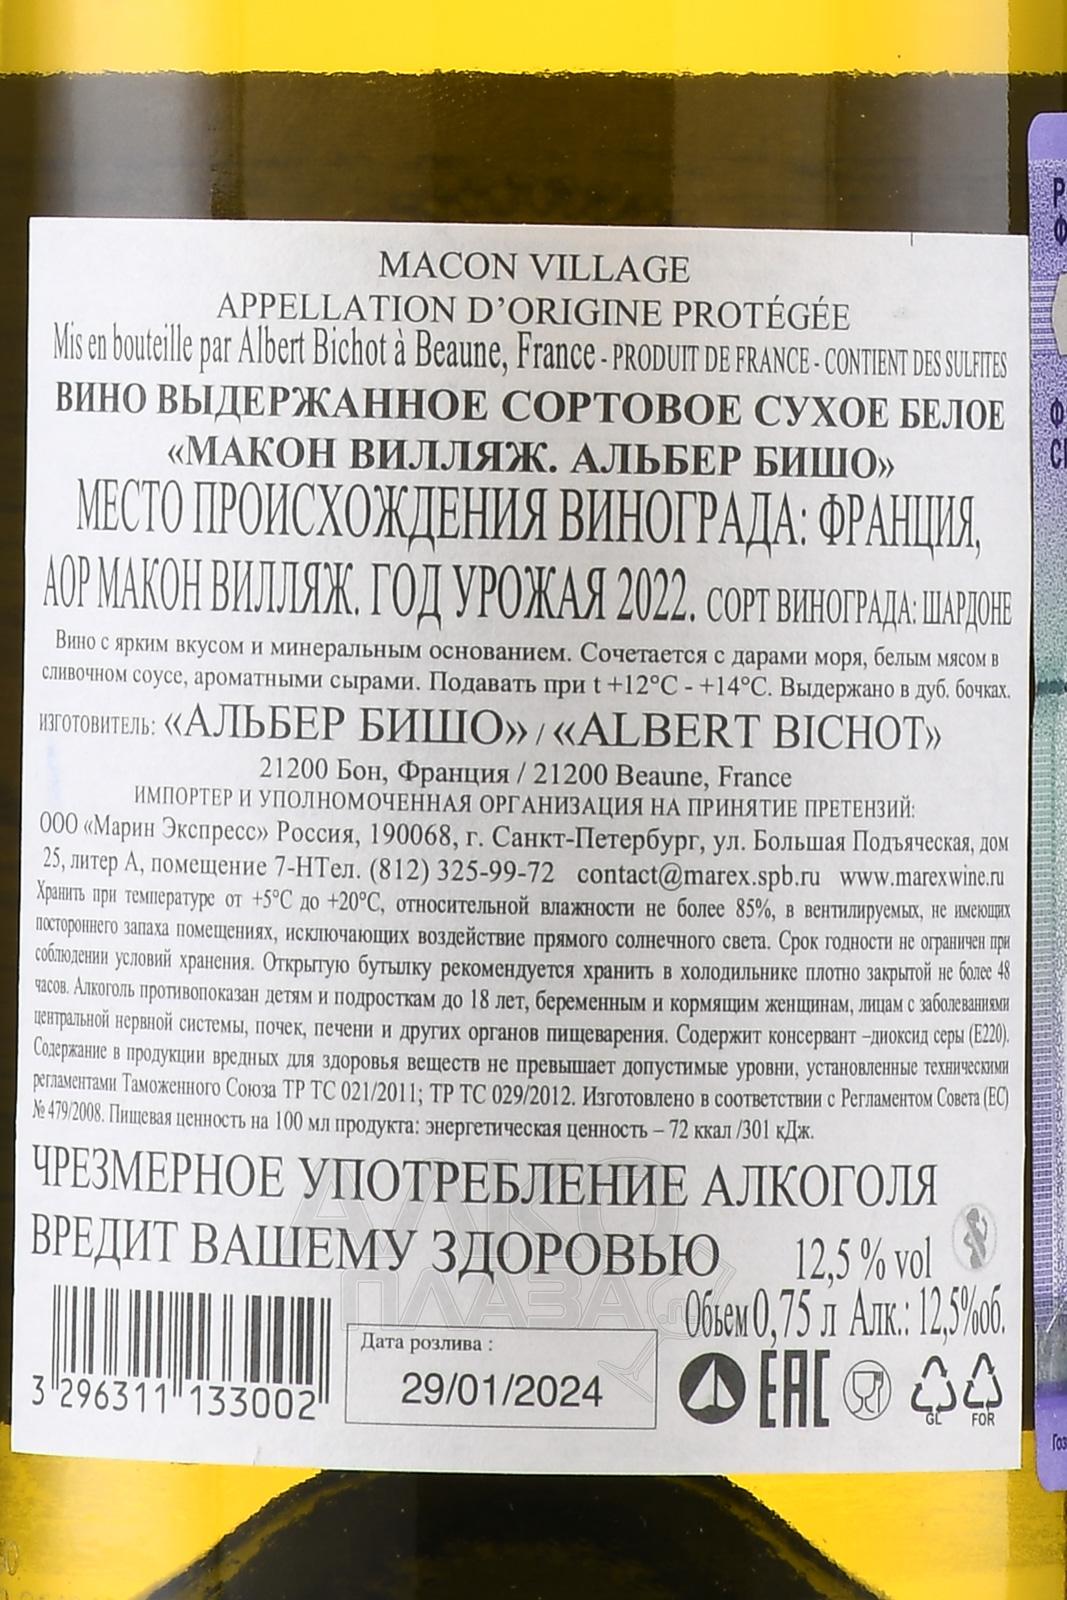 MACON VILLAGE
APPELLATION D'ORIGINE PROTÉGÉE
Mis en bouteille par Albert Bichot à Beaune, France - PRODUIT DE FRANCE - CONTIENT DES SULFITES
ВИНО ВЫДЕРЖАННОЕ СОРТОВОЕ СУХОЕ БЕЛОЕ
«МАКОН ВИЛЛЯЖ. АЛЬБЕР БИШО»
МЕСТО ПРОИСХОЖДЕНИЯ ВИНОГРАДА: ФРАНЦИЯ,
АОР МАКОН ВИЛЛЯЖ. ГОД УРОЖАЯ 2022. СОРТ ВИНОГРАДА: ШАРДОНЕ
Вино с ярким вкусом и минеральным основанием. Сочетается с дарами моря, белым мясом в
сливочном соусе, ароматными сырами. Подавать при t +12°C - +14°C. Выдержано в дуб. бочках.
ИЗГОТОВИТЕЛЬ: «АЛЬБЕР БИШО» / «ALBERT BICHOT»
21200 Бон, Франция / 21200 Beaune, France
ИМПОРТЕР И УПОЛНОМОЧЕННАЯ ОРГАНИЗАЦИЯ НА ПРИНЯТИЕ ПРЕТЕНЗИЙ:
ООО «Марин Экспресс» Россия, 190068, г. Санкт-Петербург, ул. Большая Подъяческая, дом
25, литер А, помещение 7-НТел. (812) 325-99-72 contact@marex.spb.ru www.marexwine.ru
Хранить при температуре от +5°C до +20°C, относительной влажности не более 85%, в вентилируемых, не имеющих
постороннего запаха помещениях, исключающих воздействие прямого солнечного света. Срок годности не ограничен при
соблюдении условий хранения. Открытую бутылку рекомендуется хранить в холодильнике плотно закрытой не более 48
часов. Алкоголь противопоказан детям и подросткам до 18 лет, беременным и кормящим женщинам, лицам с заболеваниями
центральной нервной системы, почек, печени и других органов пищеварения. Содержит консервант –диоксид серы (Е220).
Содержание в продукции вредных для здоровья веществ не превышает допустимые уровни, установленные техническими
регламентами Таможенного Союза ТР ТС 021/2011; ТР ТС 029/2012. Изготовлено в соответствии с Регламентом Совета (ЕС)
№ 479/2008. Пищевая ценность на 100 мл продукта: энергетическая ценность – 72 ккал /301 кДж.
ЧРЕЗМЕРНОЕ УПОТРЕБЛЕНИЕ АЛКОГОЛЯ
ВРЕДИТ ВАШЕМУ ЗДОРОВЬЮ 12,5 % vol
Объем 0,75 л Алк.: 12,5%об.
Дата розлива :
29/01/2024
3 296311 133002
EAC
GL FOR
АЛКО
ПЛАЗА